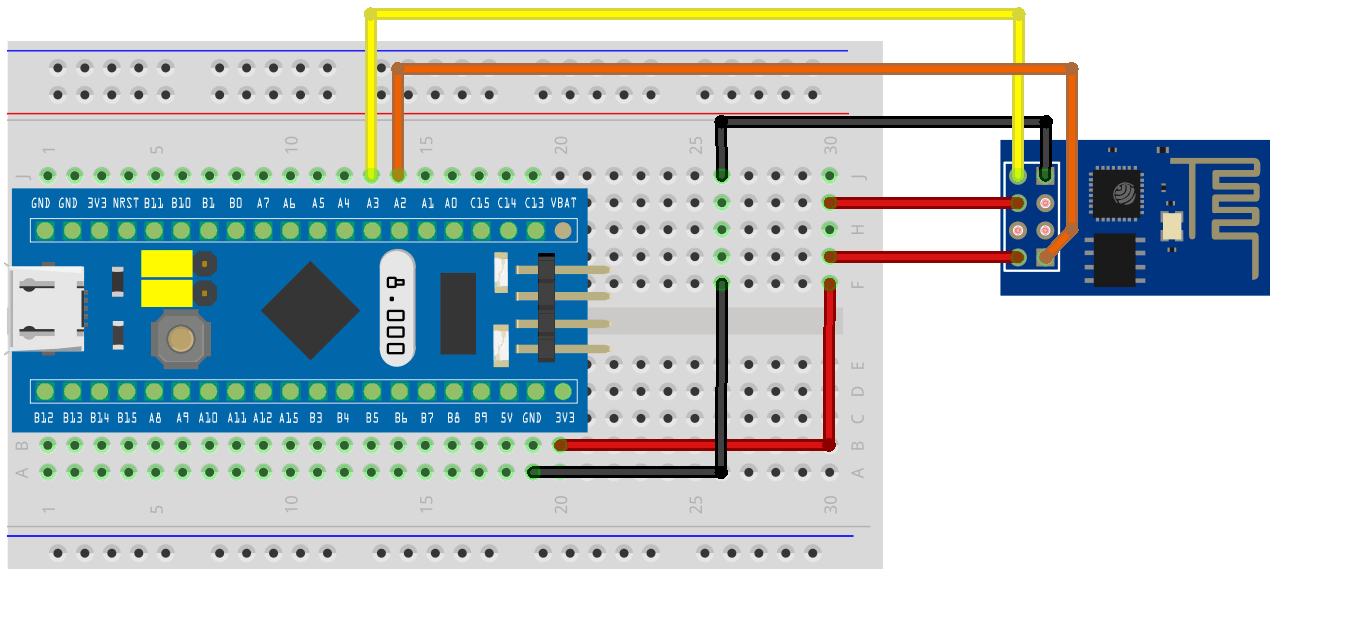 1 5 10 15 20 25 30
J
GND GND 3V3 NRST B11 B10 B1 B0 A7 A6 A5 A4 A3 A2 A1 A0 C15 C14 C13 VBAT
H
F
8.000
E
D
B12 B13 B14 B15 A8 A9 A10 A11 A12 A15 B3 B4 B5 B6 B7 B8 B9 5V GND 3V3 C
B B
A A
1 5 10 15 20 25 30